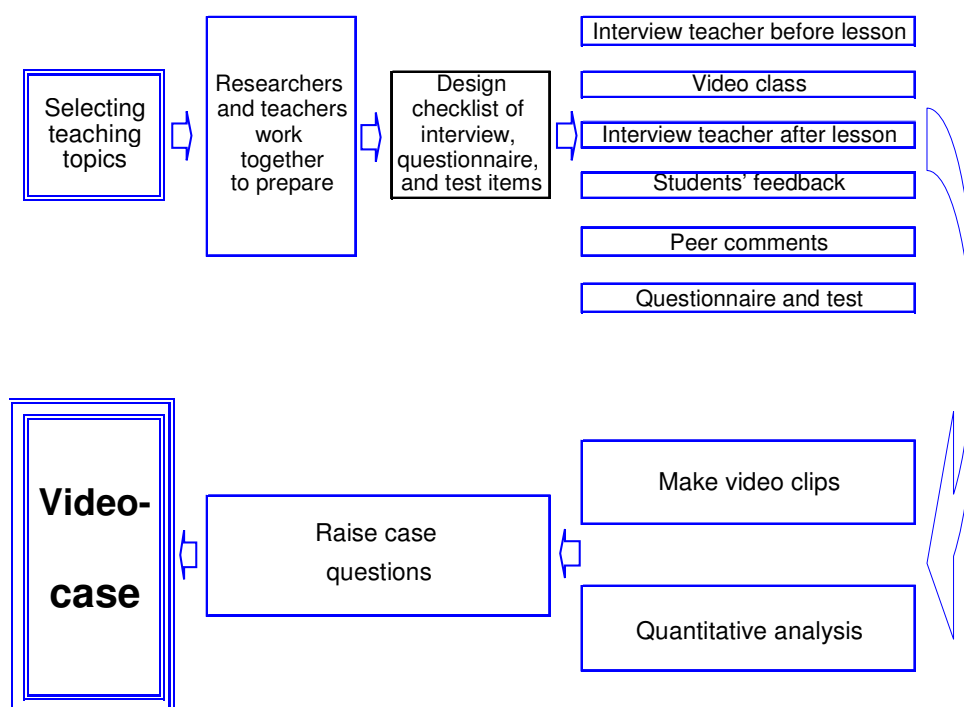 Selecting
teaching
topics
Researchers
and teachers
work
together
to prepare
Design
checklist of
interview,
questionnaire,
and test items
Interview teacher before lesson
Video class
Interview teacher after lesson
Students’ feedback
Peer comments
Questionnaire and test
Make video clips
Quantitative analysis
Raise case
questions
Video-
case